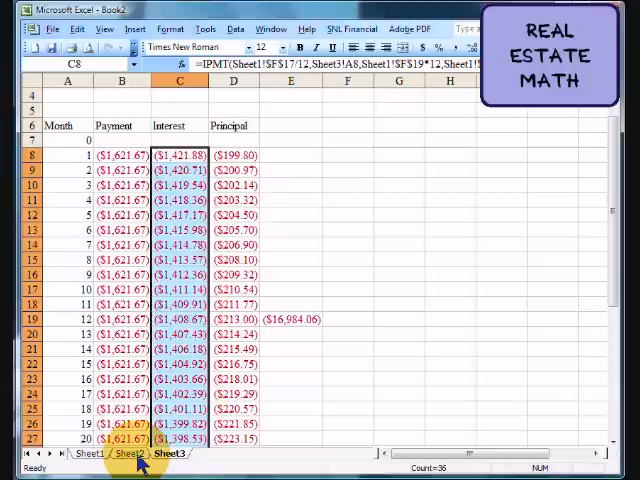 Microsoft Excel - Book2
REAL
ESTATE
MATH
File Edit View Insert Format Tools Data Window Help SNL Financial Adobe PDF
Times New Roman 12 B I U $ % ,
C8 fx =IPMT(Sheet1!$F$17/12,Sheet3!A8,Sheet1!$F$19*12,Sheet1!
A B C D E F G H
4
5
6 Month Payment Interest Principal
7 0
8 1 ($1,621.67) ($1,421.88) ($199.80)
9 2 ($1,621.67) ($1,420.71) ($200.97)
10 3 ($1,621.67) ($1,419.54) ($202.14)
11 4 ($1,621.67) ($1,418.36) ($203.32)
12 5 ($1,621.67) ($1,417.17) ($204.50)
13 6 ($1,621.67) ($1,415.98) ($205.70)
14 7 ($1,621.67) ($1,414.78) ($206.90)
15 8 ($1,621.67) ($1,413.57) ($208.10)
16 9 ($1,621.67) ($1,412.36) ($209.32)
17 10 ($1,621.67) ($1,411.14) ($210.54)
18 11 ($1,621.67) ($1,409.91) ($211.77)
19 12 ($1,621.67) ($1,408.67) ($213.00) ($16,984.06)
20 13 ($1,621.67) ($1,407.43) ($214.24)
21 14 ($1,621.67) ($1,406.18) ($215.49)
22 15 ($1,621.67) ($1,404.92) ($216.75)
23 16 ($1,621.67) ($1,403.66) ($218.01)
24 17 ($1,621.67) ($1,402.39) ($219.29)
25 18 ($1,621.67) ($1,401.11) ($220.57)
26 19 ($1,621.67) ($1,399.82) ($221.85)
27 20 ($1,621.67) ($1,398.53) ($223.15)
Sheet1 Sheet2 Sheet3
Ready Count=36 NUM